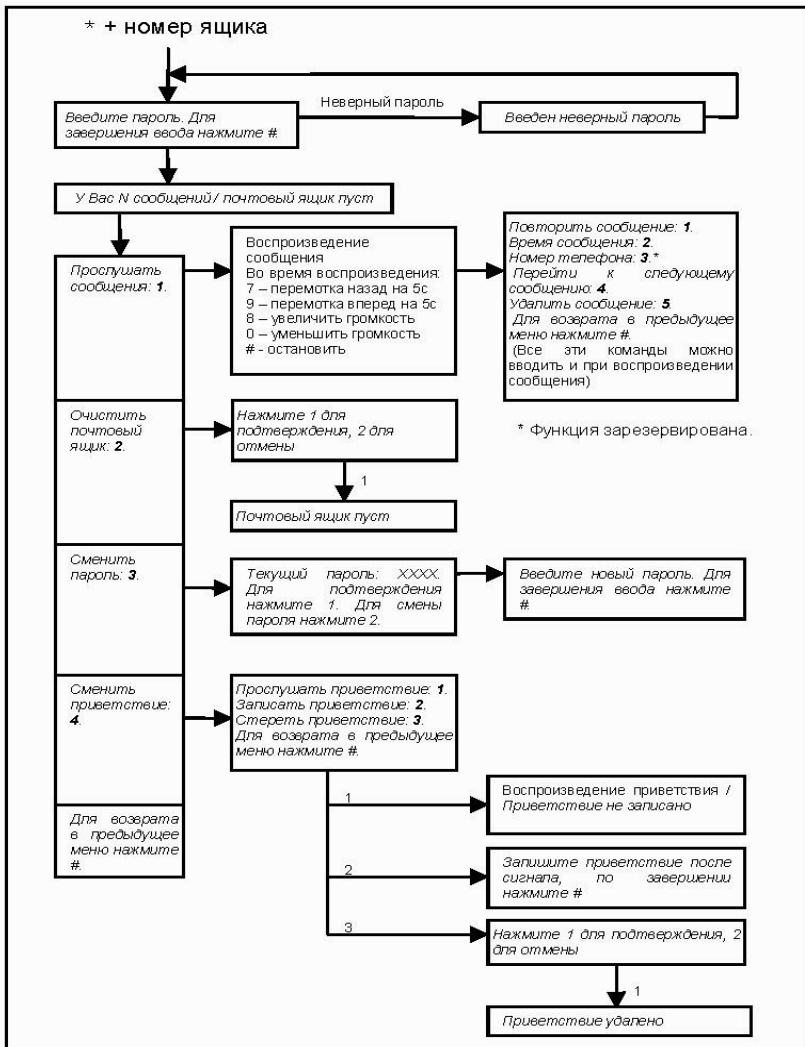 * + номер ящика
Неверный пароль
Введите пароль. Для
завершения ввода нажмите #.
Введен неверный пароль
У Вас N сообщений / почтовый ящик пуст
Прослушать
сообщения: 1.
Воспроизведение
сообщения
Во время воспроизведения:
7 – перемотка назад на 5с
9 – перемотка вперед на 5с
8 – увеличить громкость
0 – уменьшить громкость
# - остановить
Повторить сообщение: 1.
Время сообщения: 2.
Номер телефона: 3.*
Перейти к следующему
сообщению: 4.
Удалить сообщение: 5.
Для возврата в предыдущее
меню нажмите #.
(Все эти команды можно
вводить и при воспроизведении
сообщения)
Очистить
почтовый
ящик: 2.
Нажмите 1 для
подтверждения, 2 для
отмены
* Функция зарезервирована.
1
Почтовый ящик пуст
Сменить
пароль: 3.
Текущий пароль: XXXX.
Для подтверждения
нажмите 1. Для смены
пароля нажмите 2.
Введите новый пароль. Для
завершения ввода нажмите
#.
Сменить
приветствие:
4.
Прослушать приветствие: 1.
Записать приветствие: 2.
Стереть приветствие: 3.
Для возврата в предыдущее
меню нажмите #.
1
Воспроизведение приветствия /
Приветствие не записано
Для возврата
в предыдущее
меню нажмите
#.
2
Запишите приветствие после
сигнала, по завершении
нажмите #
3
Нажмите 1 для подтверждения, 2
для отмены
1
Приветствие удалено